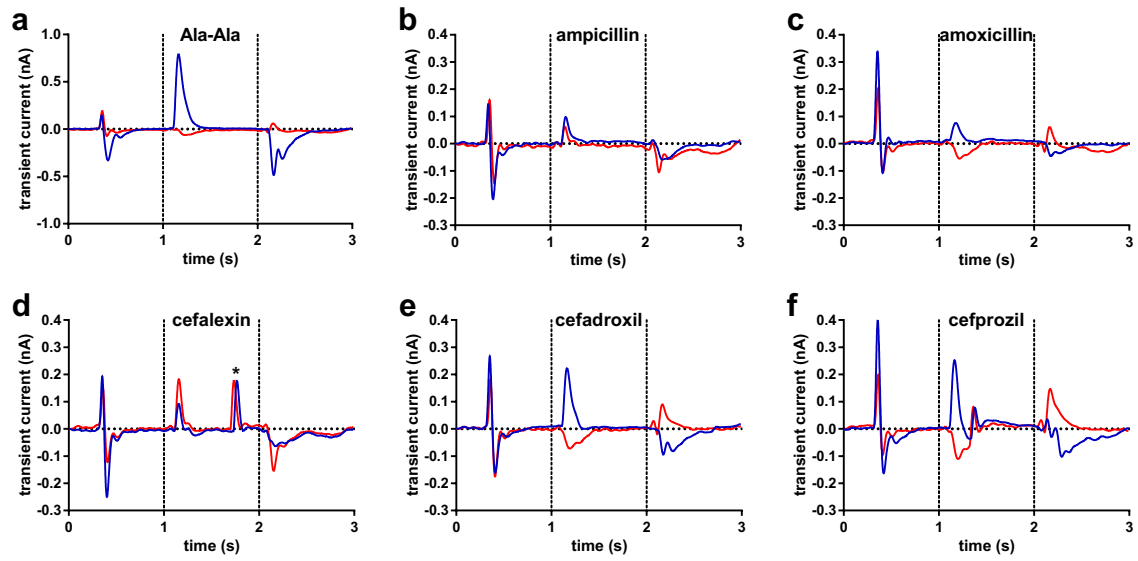 a
Ala-Ala
transient current (nA)
1.0
0.5
0.0
-0.5
-1.0
0 1 2 3
time (s)
b
ampicillin
transient current (nA)
0.4
0.3
0.2
0.1
0.0
-0.1
-0.2
-0.3
0 1 2 3
time (s)
c
amoxicillin
transient current (nA)
0.4
0.3
0.2
0.1
0.0
-0.1
-0.2
-0.3
0 1 2 3
time (s)
d
cefalexin
*
transient current (nA)
0.4
0.3
0.2
0.1
0.0
-0.1
-0.2
-0.3
0 1 2 3
time (s)
e
cefadroxil
transient current (nA)
0.4
0.3
0.2
0.1
0.0
-0.1
-0.2
-0.3
0 1 2 3
time (s)
f
cefprozil
transient current (nA)
0.4
0.3
0.2
0.1
0.0
-0.1
-0.2
-0.3
0 1 2 3
time (s)